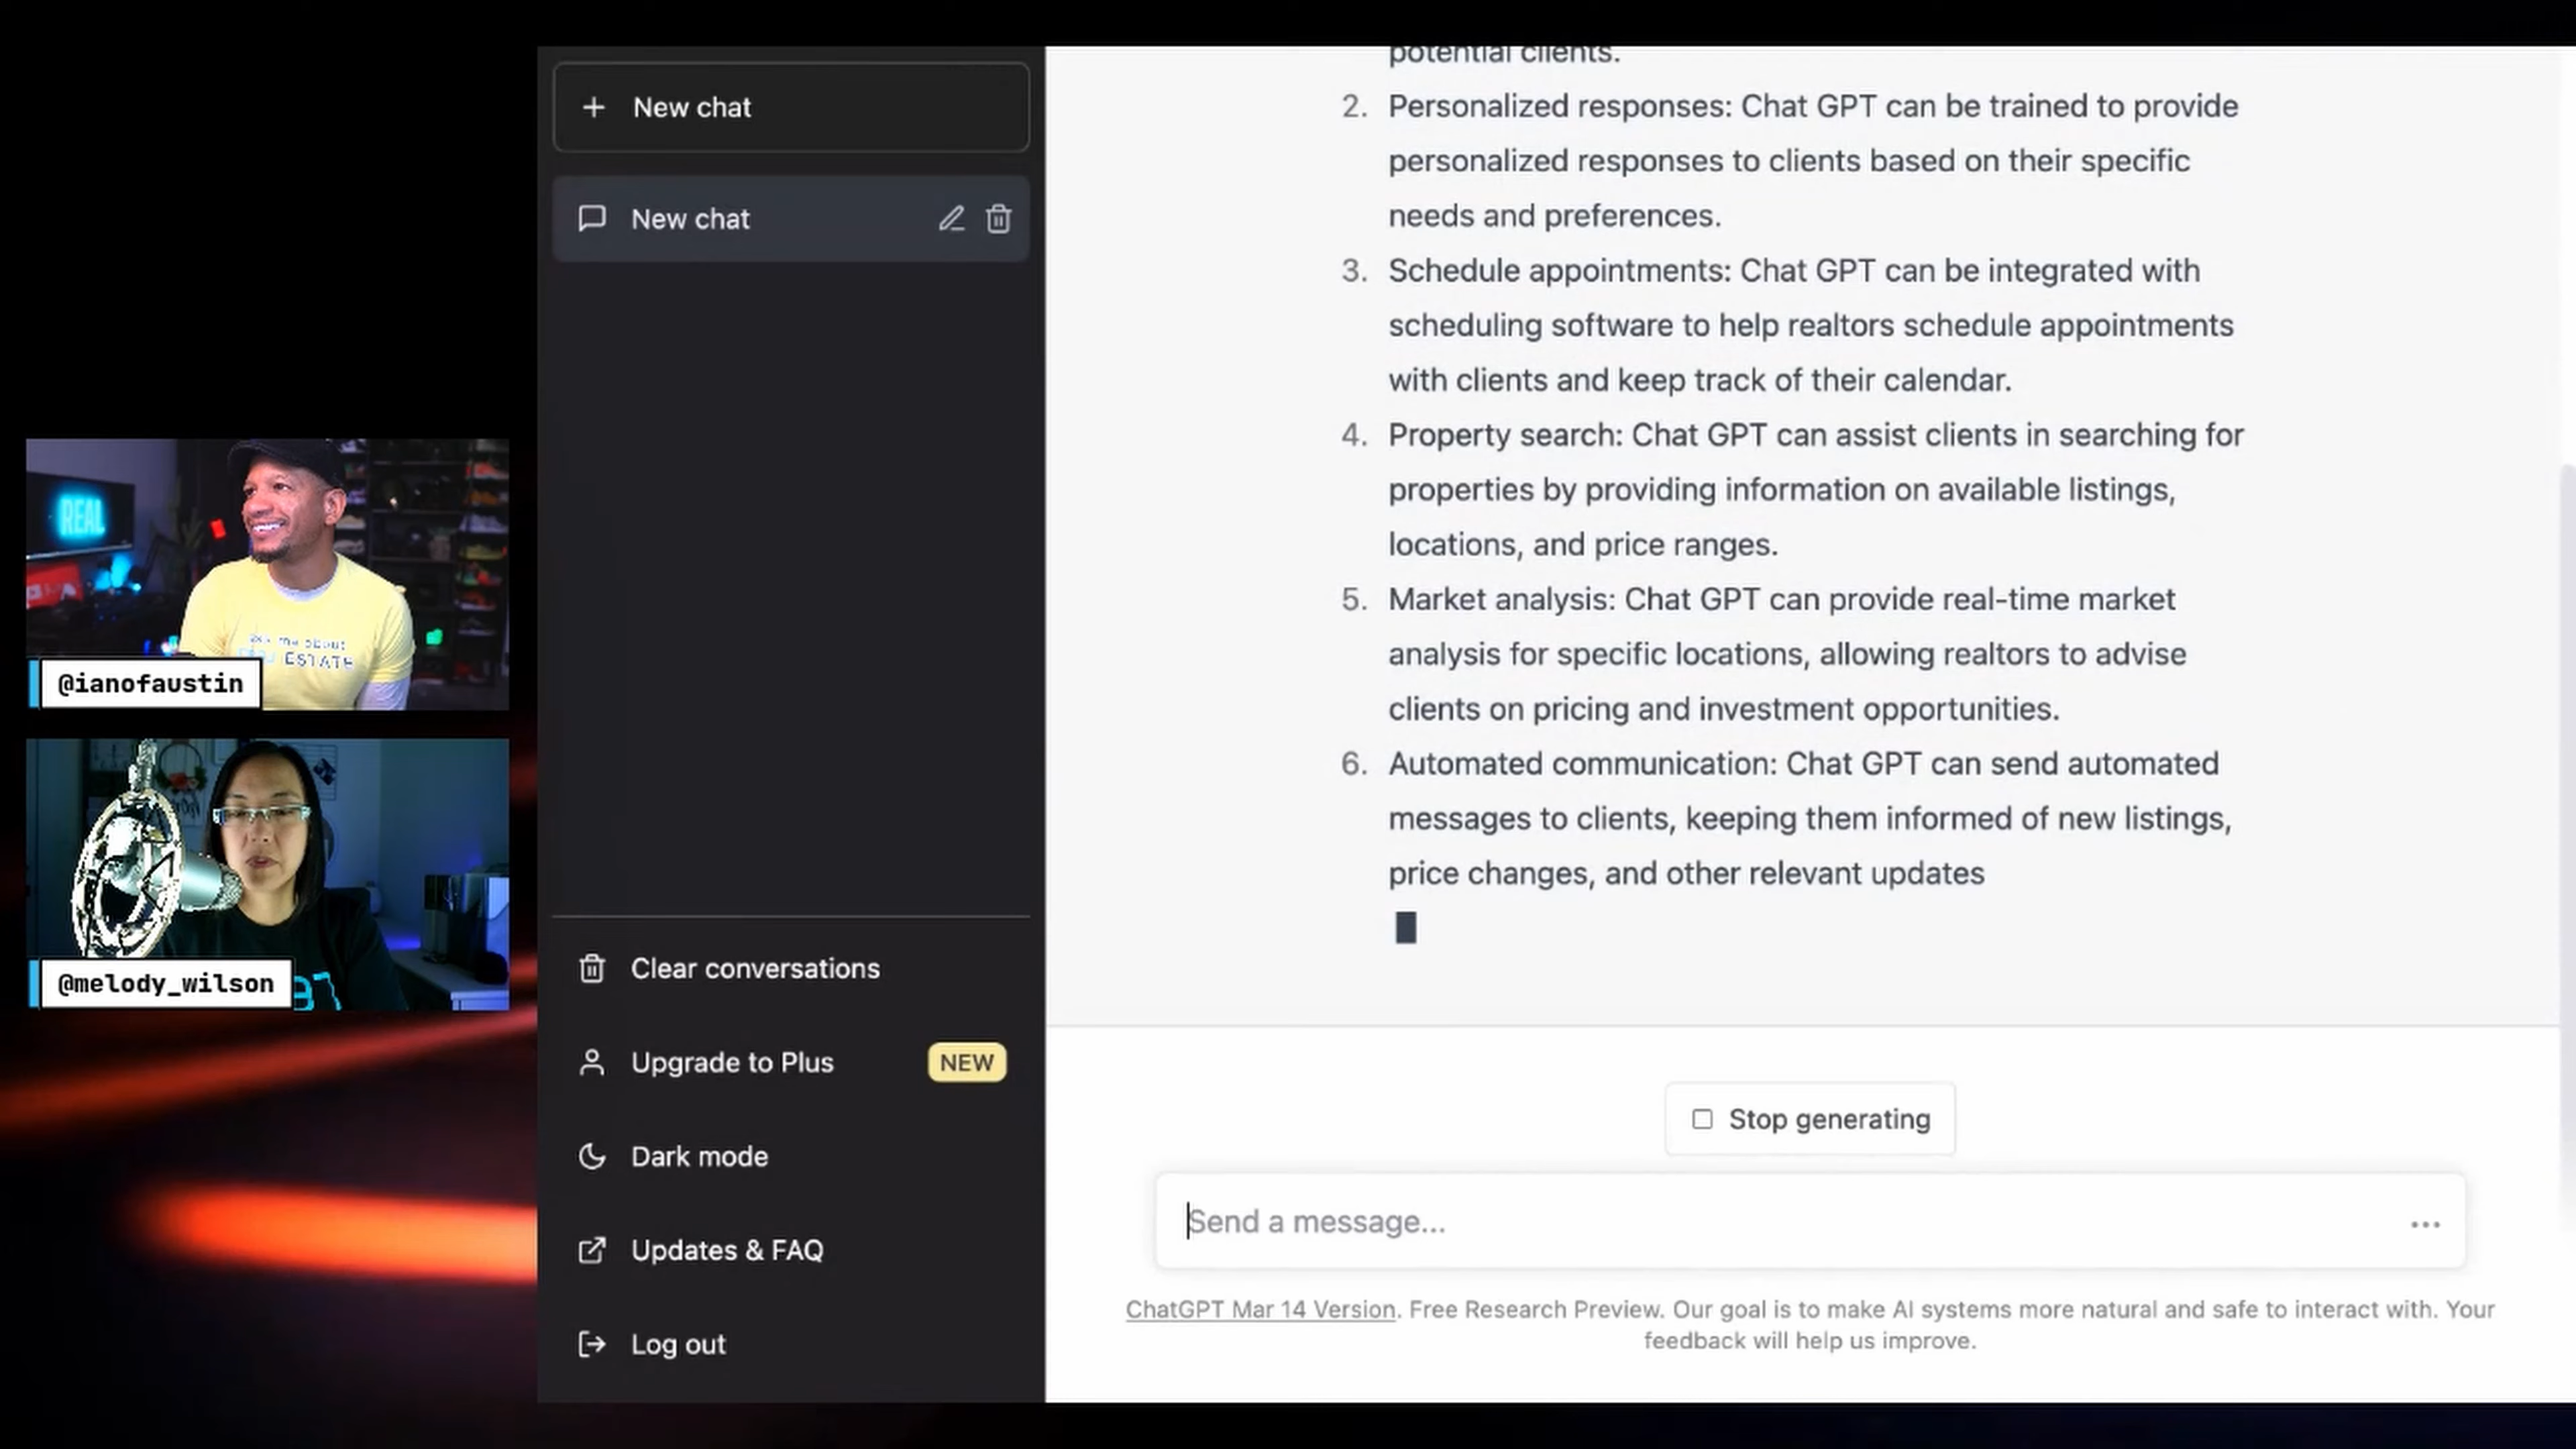 REAL
ask me about
REAL ESTATE
@ianofaustin
@melody_wilson
New chat
New chat
Clear conversations
Upgrade to Plus
NEW
Dark mode
Updates & FAQ
Log out
potential clients.
2. Personalized responses: Chat GPT can be trained to provide
personalized responses to clients based on their specific
needs and preferences.
3. Schedule appointments: Chat GPT can be integrated with
scheduling software to help realtors schedule appointments
with clients and keep track of their calendar.
4. Property search: Chat GPT can assist clients in searching for
properties by providing information on available listings,
locations, and price ranges.
5. Market analysis: Chat GPT can provide real-time market
analysis for specific locations, allowing realtors to advise
clients on pricing and investment opportunities.
6. Automated communication: Chat GPT can send automated
messages to clients, keeping them informed of new listings,
price changes, and other relevant updates
Stop generating
Send a message...
ChatGPT Mar 14 Version. Free Research Preview. Our goal is to make AI systems more natural and safe to interact with. Your
feedback will help us improve.